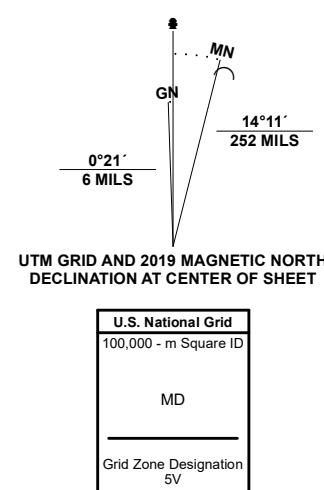 MN
GN
14°11´
252 MILS
0°21´
6 MILS
UTM GRID AND 2019 MAGNETIC NORTH
DECLINATION AT CENTER OF SHEET
U.S. National Grid
100,000 - m Square ID
MD
Grid Zone Designation
5V